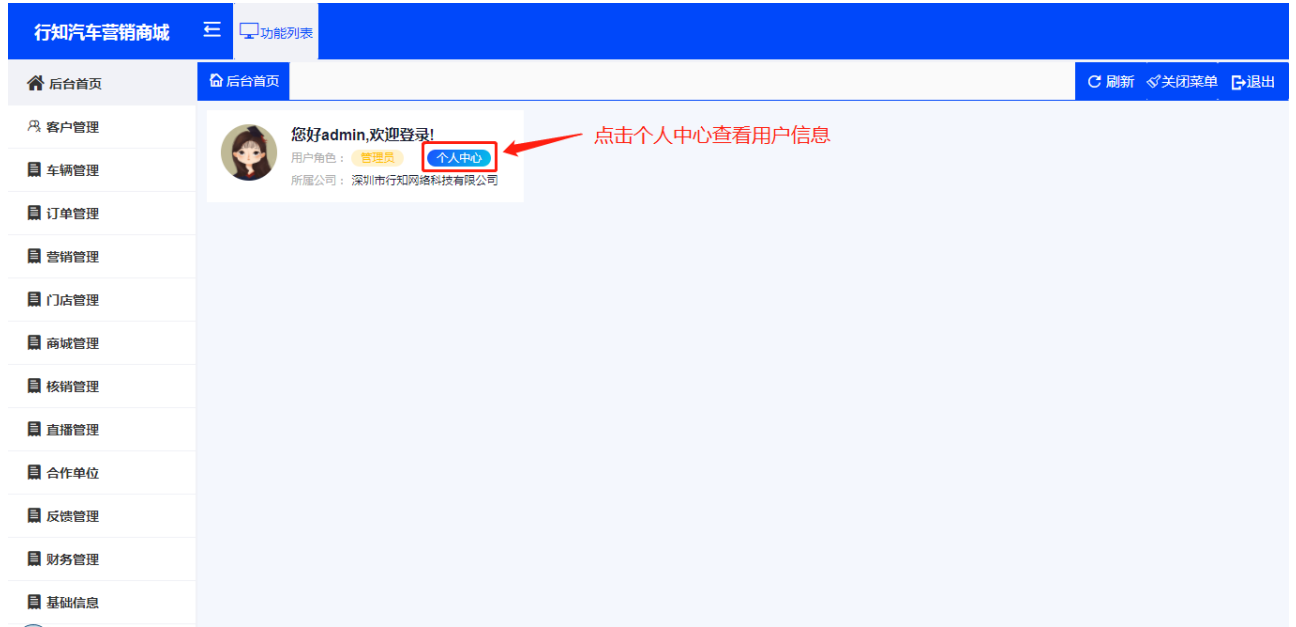 行知汽车营销商城
功能列表
后台首页
后台首页
刷新
关闭菜单
退出
客户管理
车辆管理
订单管理
营销管理
门店管理
商城管理
核销管理
直播管理
合作单位
反馈管理
财务管理
基础信息
您好admin,欢迎登录!
用户角色： 管理员 个人中心
所属公司： 深圳市行知网络科技有限公司
点击个人中心查看用户信息